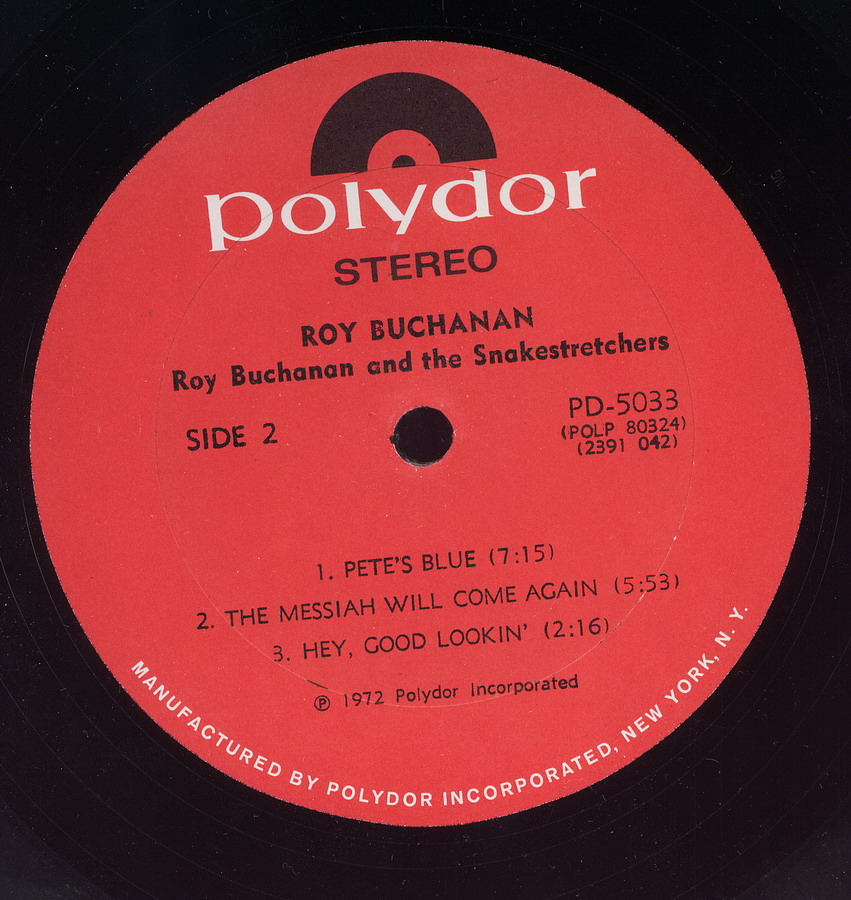 polydor
STEREO
ROY BUCHANAN
Roy Buchanan and the Snakestretchers
SIDE 2
PD-5033
(POLP 80324)
(2391 042)
1. PETE'S BLUE (7:15)
2. THE MESSIAH WILL COME AGAIN (5:53)
3. HEY, GOOD LOOKIN' (2:16)
℗ 1972 Polydor Incorporated
MANUFACTURED BY POLYDOR INCORPORATED, NEW YORK, N. Y.